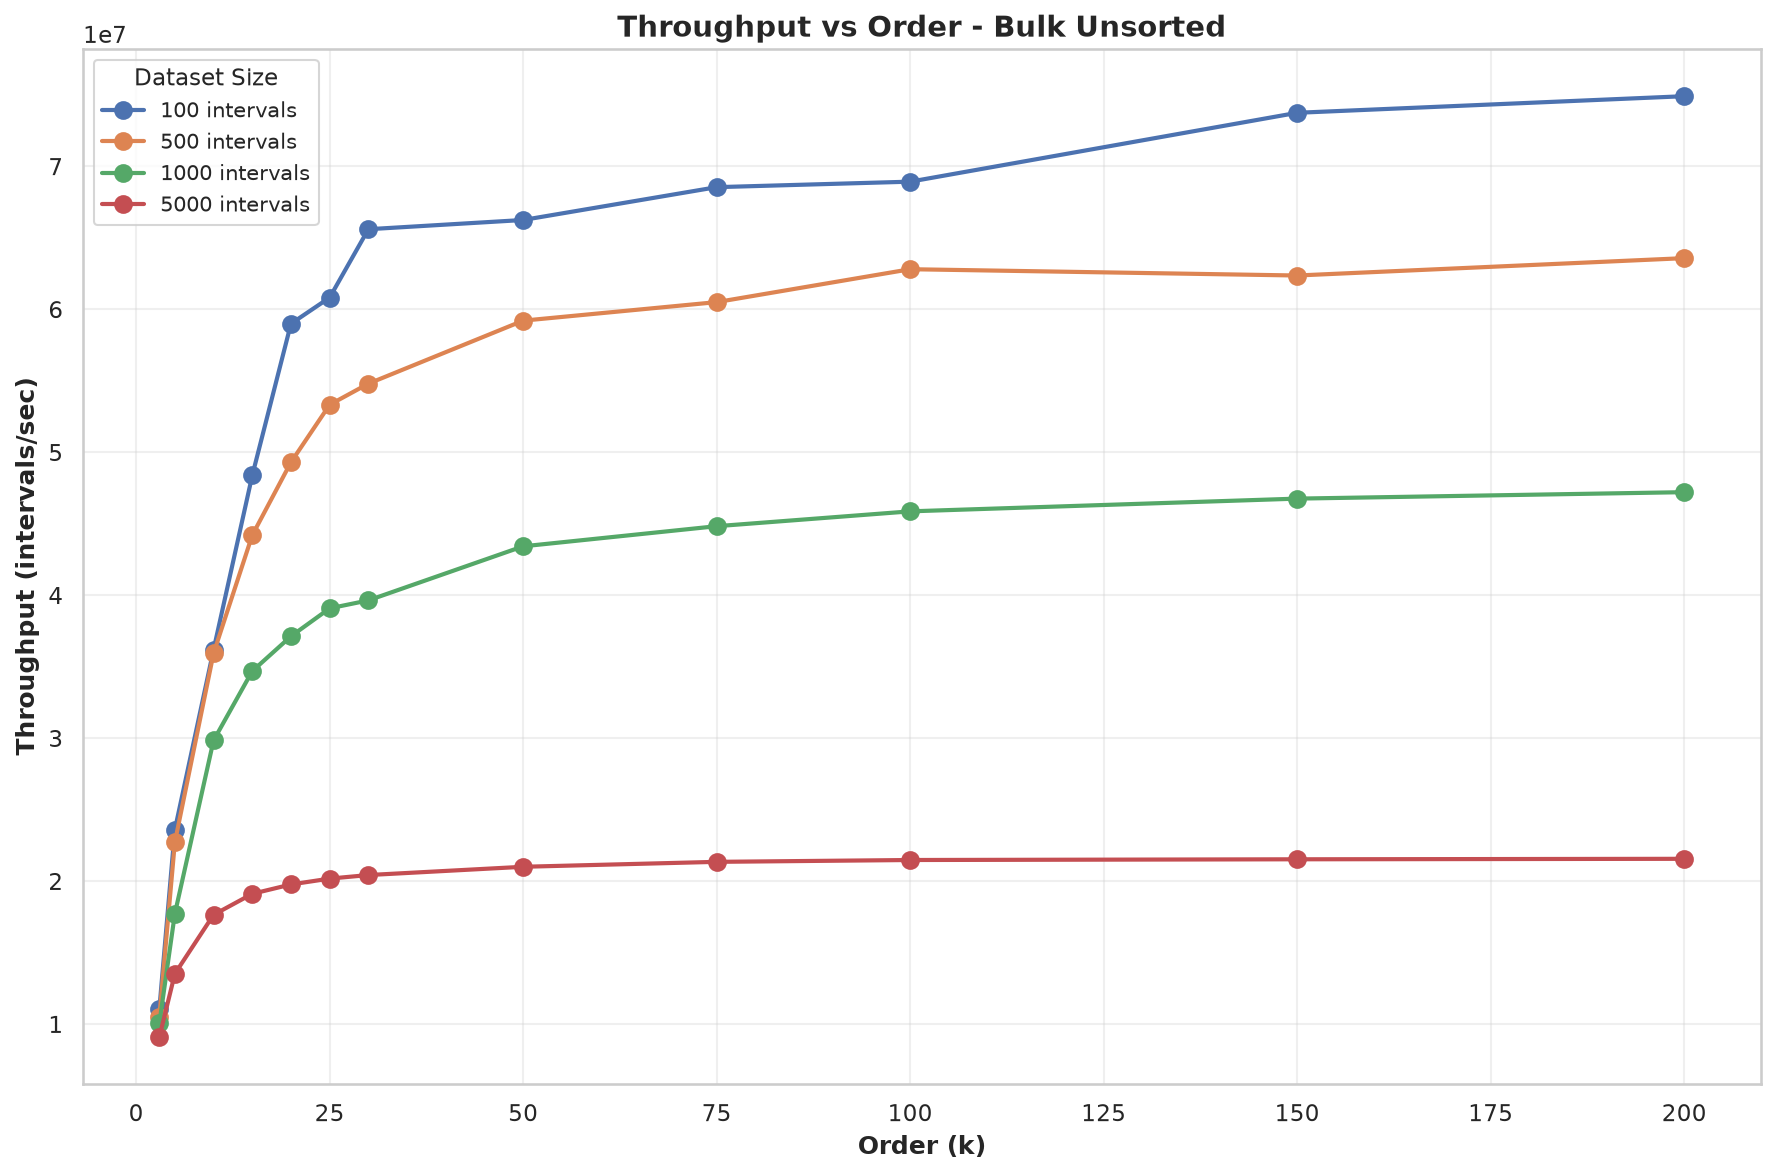 Throughput vs Order - Bulk Unsorted
1e7
Dataset Size
100 intervals
500 intervals
1000 intervals
5000 intervals
7
6
5
4
3
2
1
Throughput (intervals/sec)
0 25 50 75 100 125 150 175 200
Order (k)